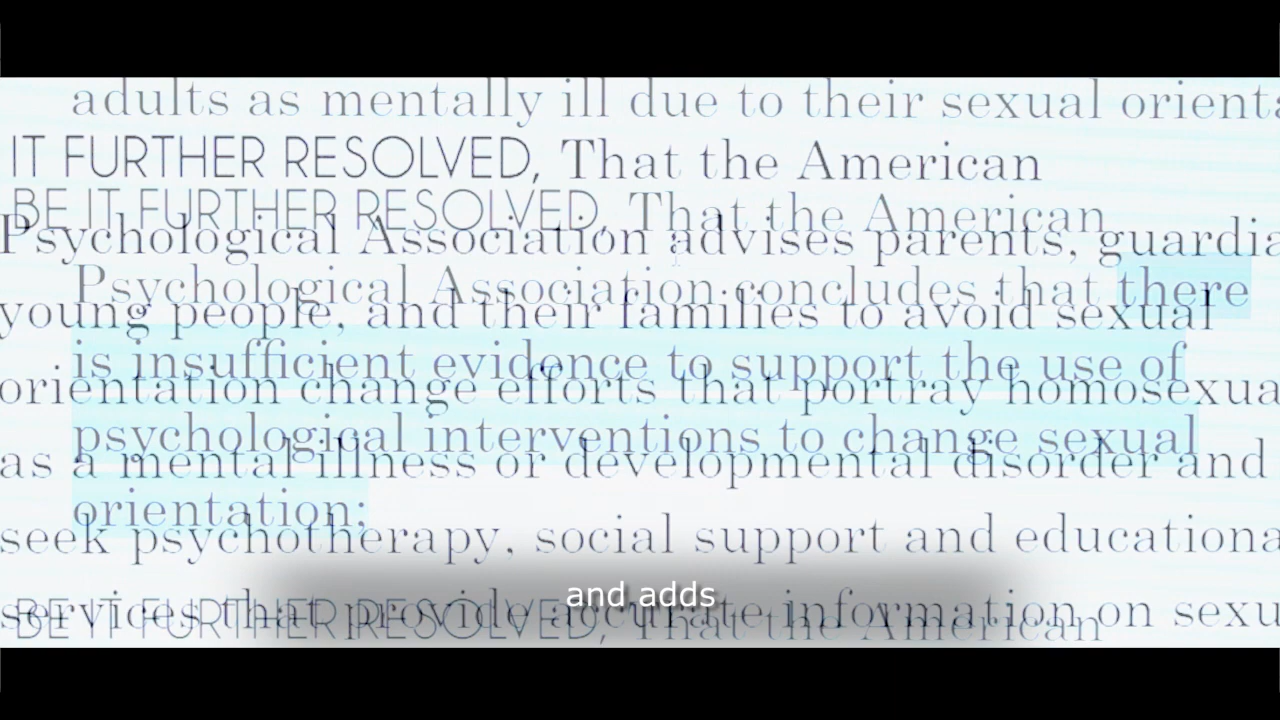 adults as mentally ill due to their sexual orienta
IT FURTHER RESOLVED, That the American
BE IT FURTHER RESOLVED, That the American
Psychological Association advises parents, guardia
Psychological Association concludes that there
young people, and their families to avoid sexual
is insufficient evidence to support the use of
orientation change efforts that portray homosexua
psychological interventions to change sexual
as a mental illness or developmental disorder and
orientation;
seek psychotherapy, social support and educationa
and adds
services that provide accurate information on sexu
BE IT FURTHER RESOLVED, That the American